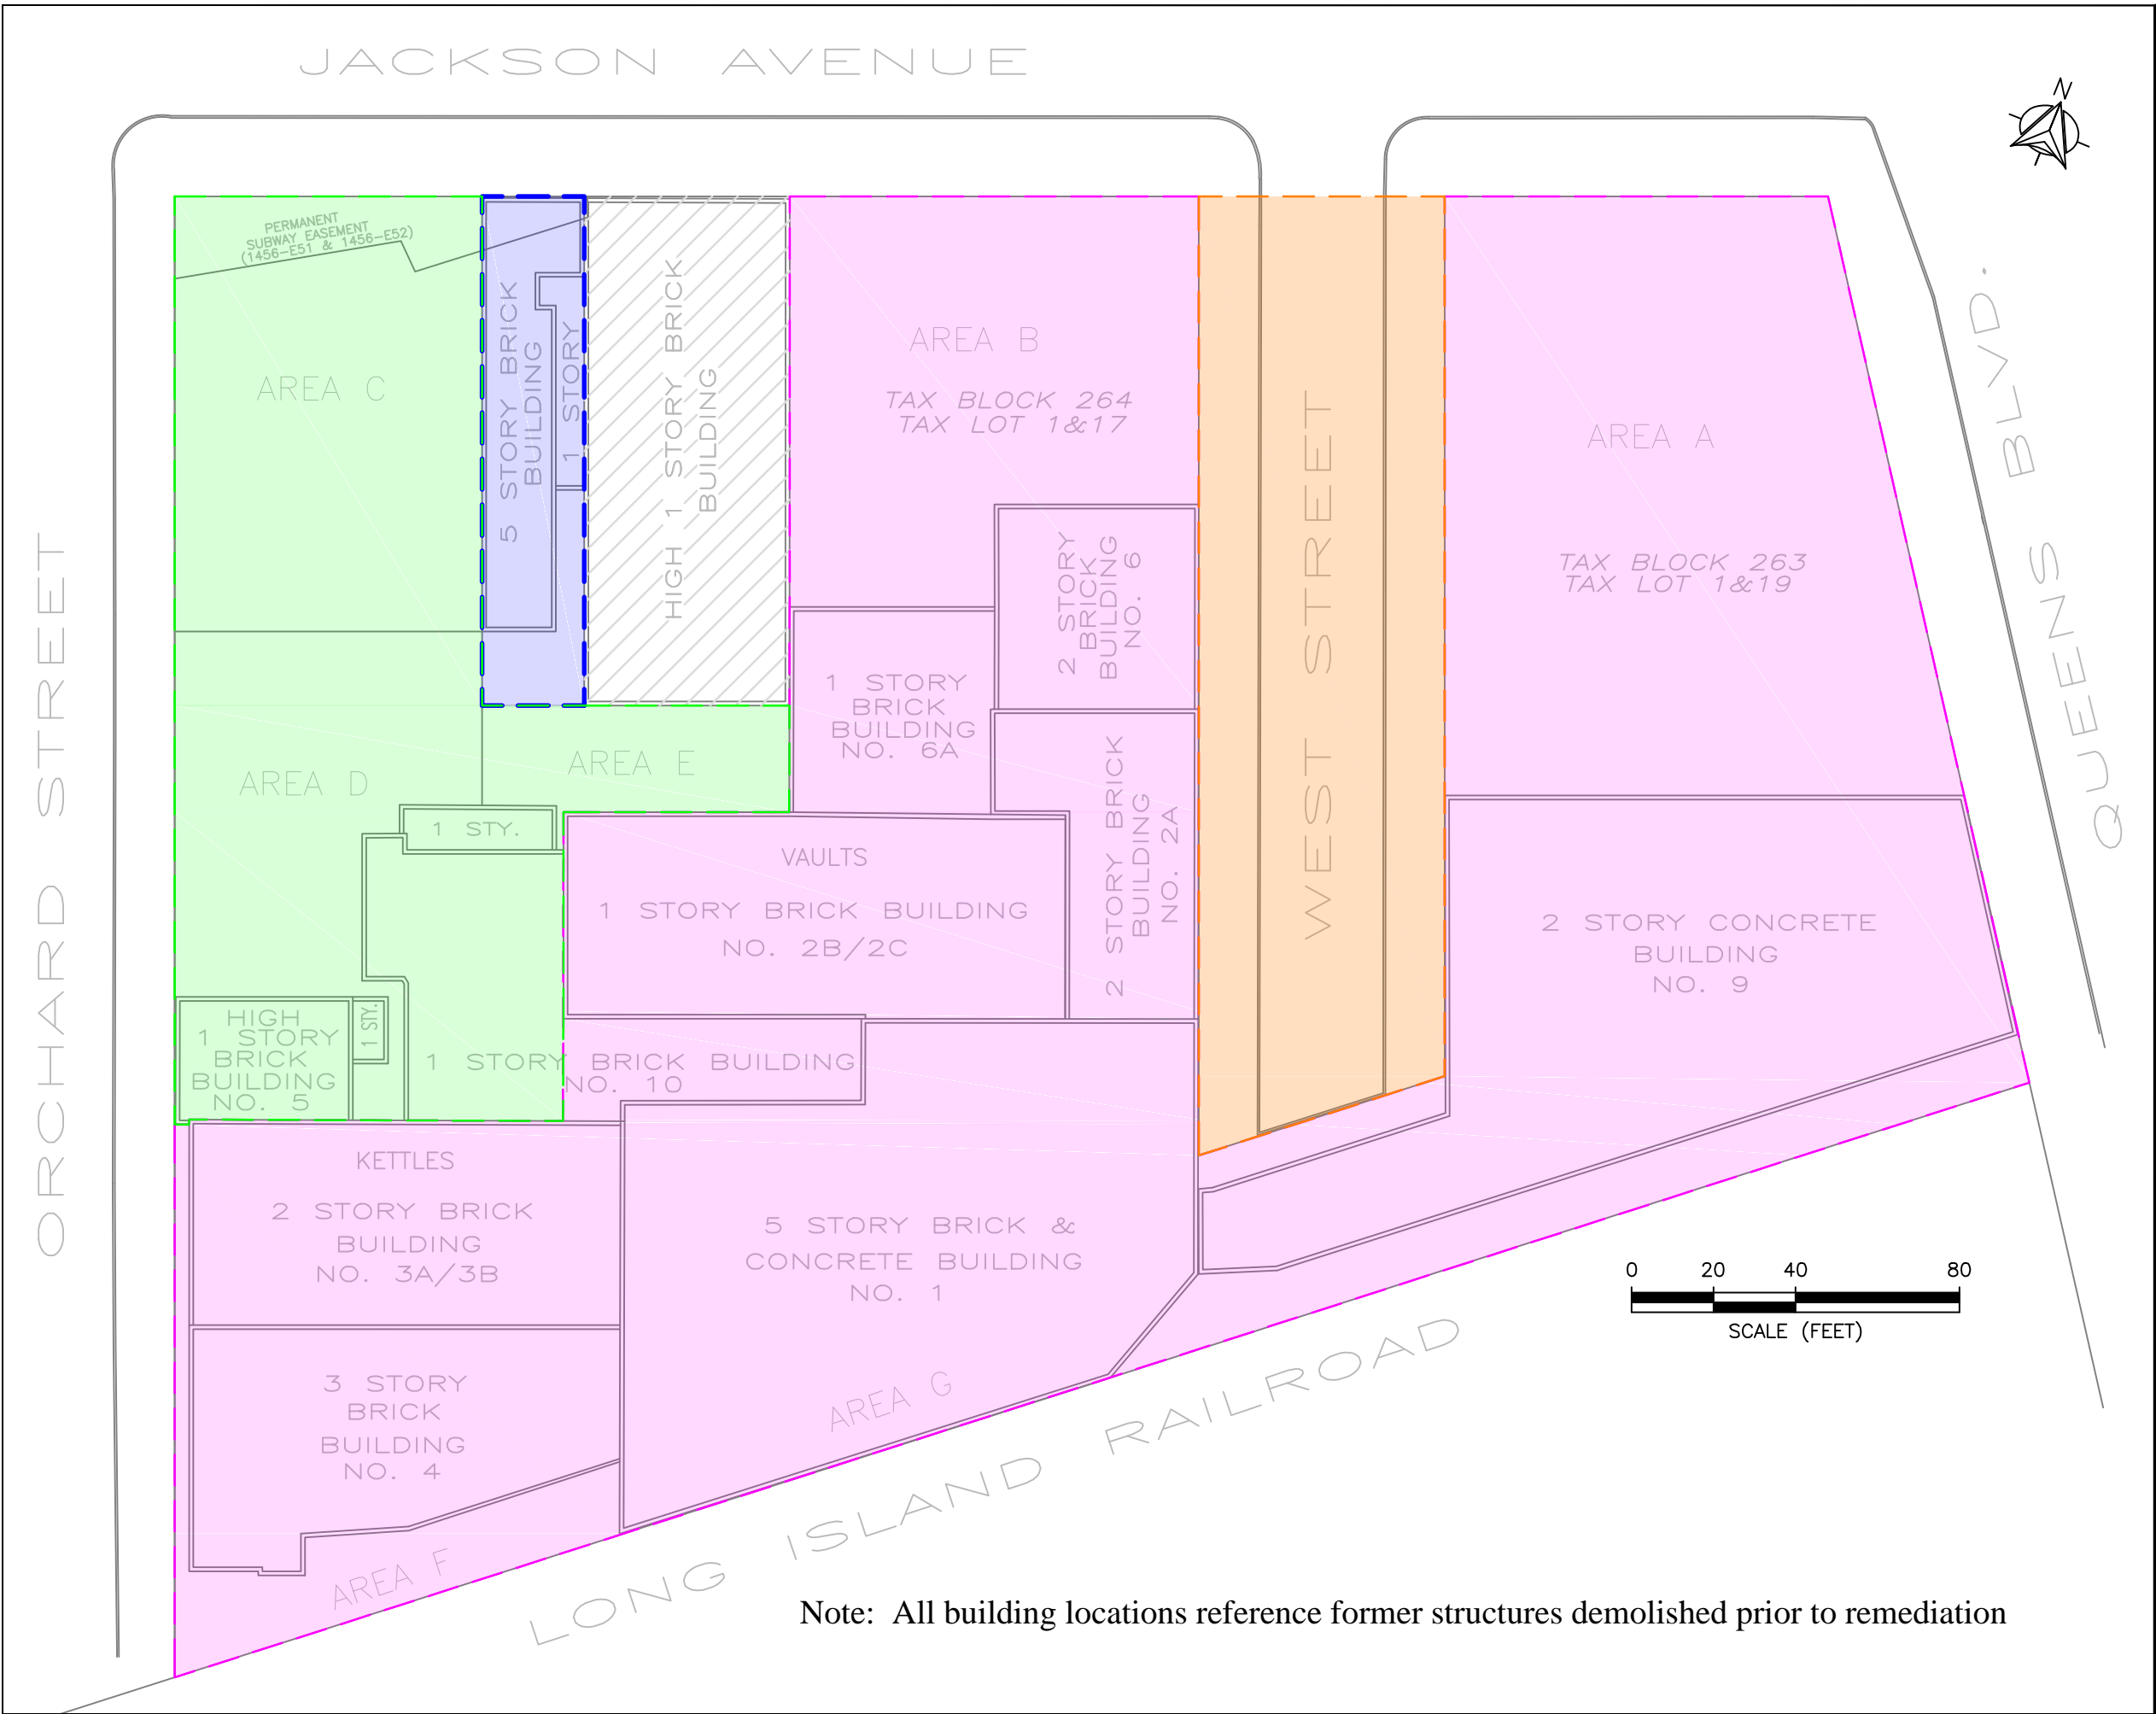 JACKSON AVENUE
N
PERMANENT
SUBWAY EASEMENT
(1456-E51 & 1456-E52)
AREA C
5 STORY BRICK
BUILDING
1 STORY
HIGH 1 STORY BRICK
BUILDING
AREA B
TAX BLOCK 264
TAX LOT 1&17
WEST STREET
AREA A
TAX BLOCK 263
TAX LOT 1&19
QUEENS BLVD.
ORCHARD STREET
2 STORY
BRICK
BUILDING
NO. 6
1 STORY
BRICK
BUILDING
NO. 6A
AREA D
AREA E
1 STY.
VAULTS
1 STORY BRICK BUILDING
NO. 2B/2C
2 STORY BRICK
BUILDING
NO. 2A
2 STORY CONCRETE
BUILDING
NO. 9
HIGH
1 STORY
BRICK
BUILDING
NO. 5
1 STY.
1 STORY BRICK BUILDING
NO. 10
KETTLES
2 STORY BRICK
BUILDING
NO. 3A/3B
5 STORY BRICK &
CONCRETE BUILDING
NO. 1
3 STORY
BRICK
BUILDING
NO. 4
AREA G
AREA F
LONG ISLAND RAILROAD
0 20 40 80
SCALE (FEET)
Note: All building locations reference former structures demolished prior to remediation